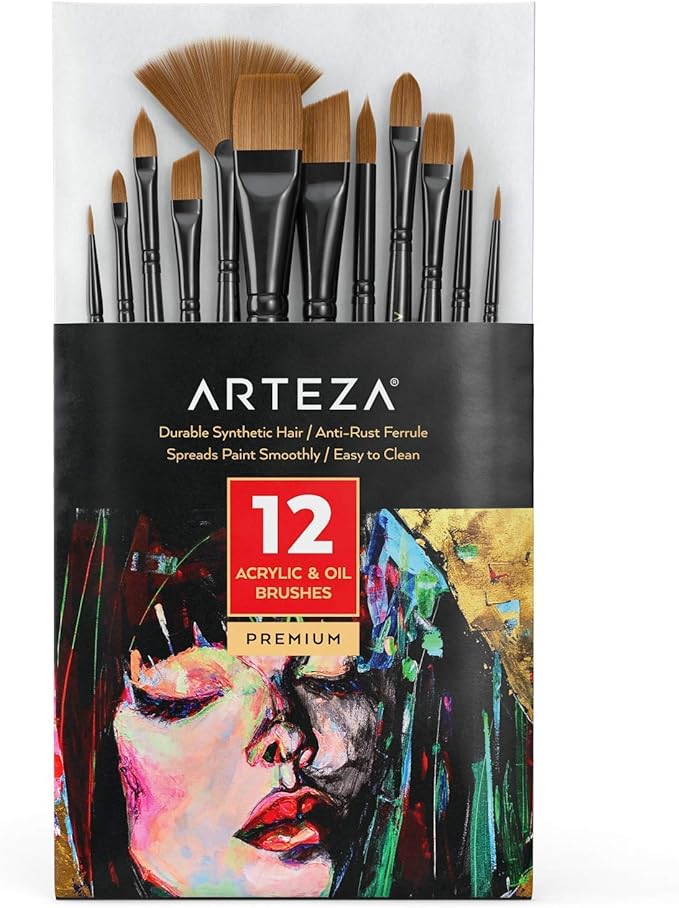 ARTEZA®
Durable Synthetic Hair / Anti-Rust Ferrule
Spreads Paint Smoothly / Easy to Clean
12
ACRYLIC & OIL
BRUSHES
PREMIUM